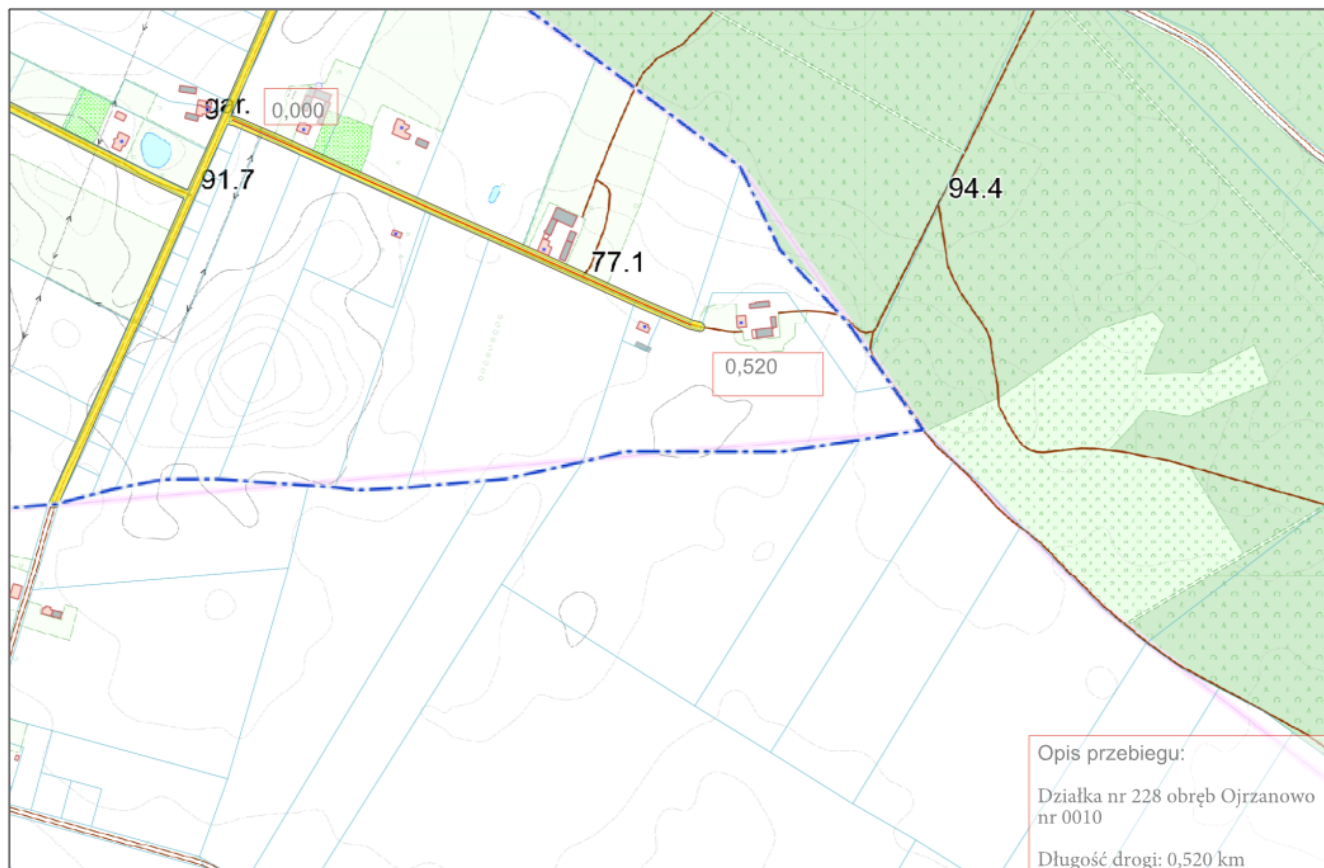 gar.
0,000
91.7
94.4
77.1
0,520
Opis przebiegu:
Działka nr 228 obręb Ojrzanowo
nr 0010
Długość drogi: 0,520 km